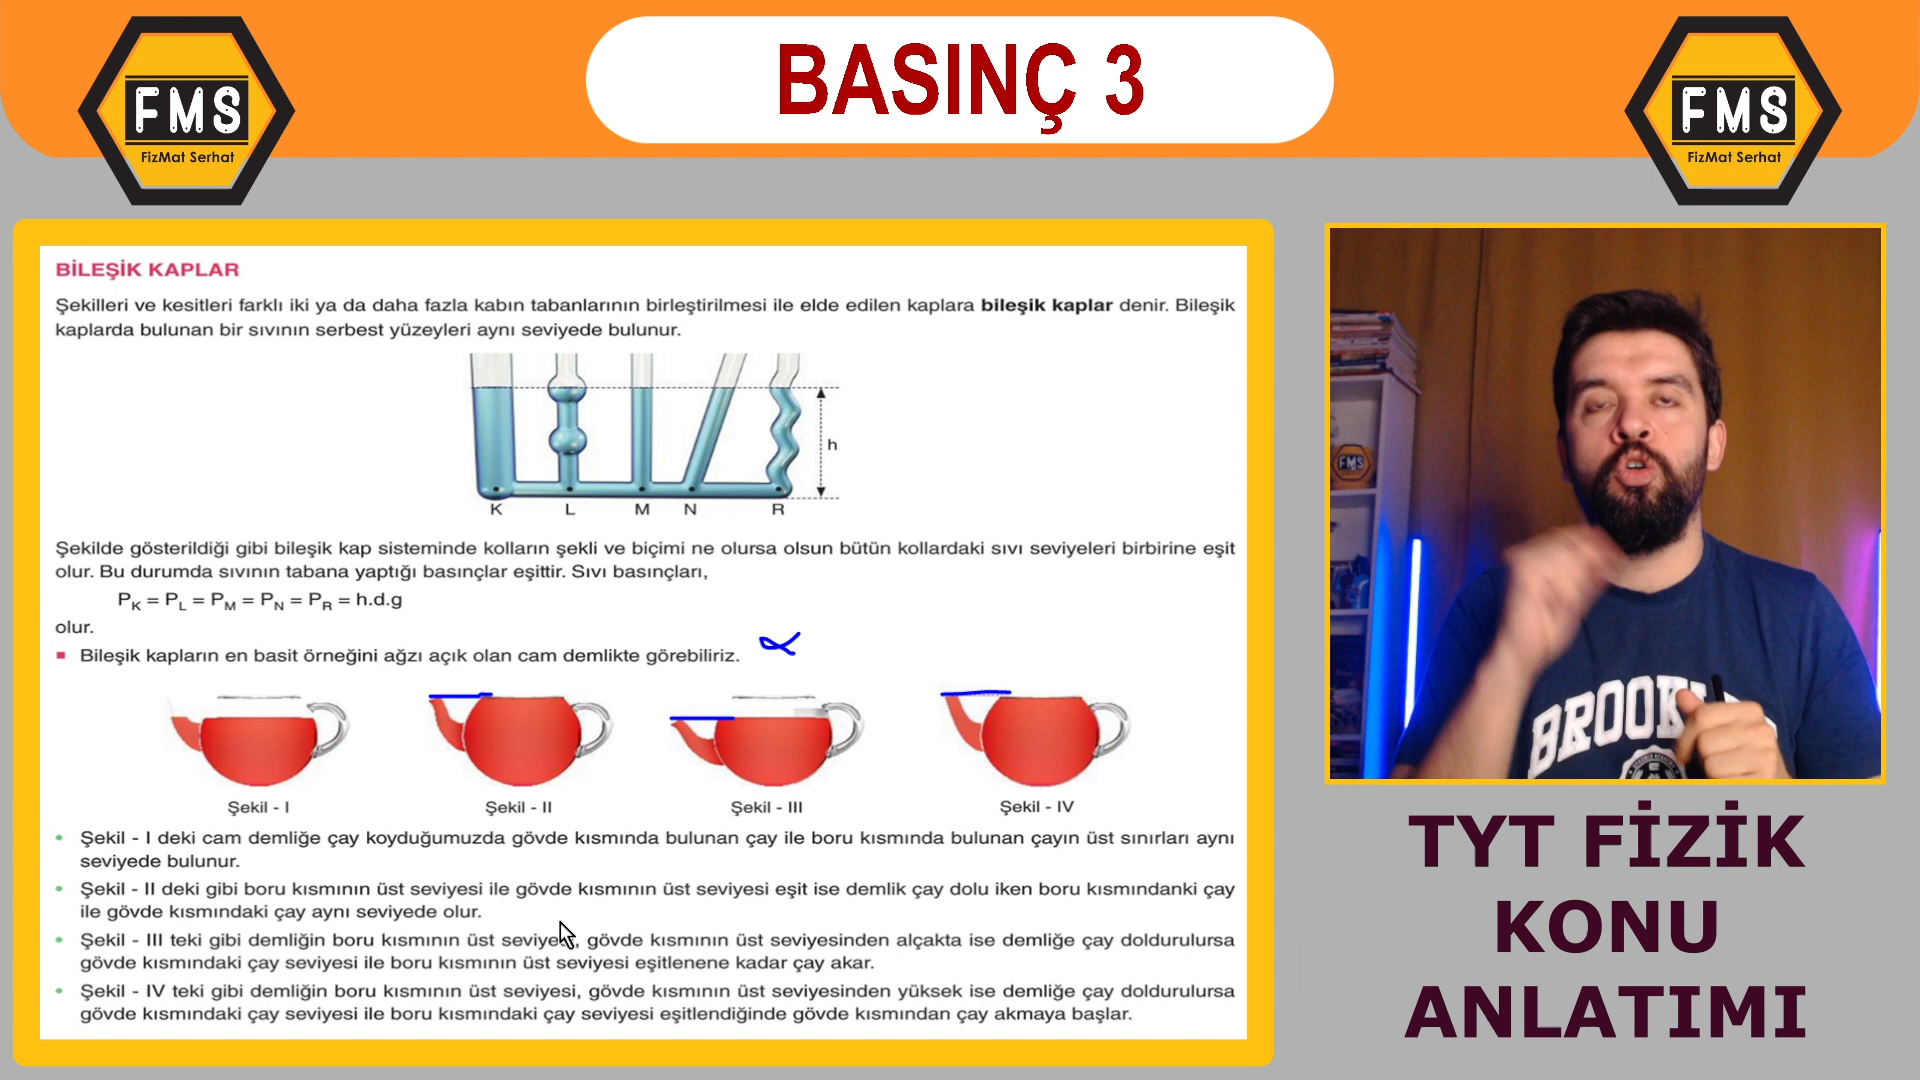 FMS
FizMat Serhat
BASINÇ 3
FMS
FizMat Serhat
BİLEŞİK KAPLAR
Şekilleri ve kesitleri farklı iki ya da daha fazla kabın tabanlarının birleştirilmesi ile elde edilen kaplara bileşik kaplar denir. Bileşik
kaplarda bulunan bir sıvının serbest yüzeyleri aynı seviyede bulunur.
h
K L M N R
Şekilde gösterildiği gibi bileşik kap sisteminde kolların şekli ve biçimi ne olursa olsun bütün kollardaki sıvı seviyeleri birbirine eşit
olur. Bu durumda sıvının tabana yaptığı basınçlar eşittir. Sıvı basınçları,
PK = PL = PM = PN = PR = h.d.g
olur.
Bileşik kapların en basit örneğini ağzı açık olan cam demlikte görebiliriz.
Şekil - I Şekil - II Şekil - III Şekil - IV
• Şekil - I deki cam demliğe çay koyduğumuzda gövde kısmında bulunan çay ile boru kısmında bulunan çayın üst sınırları aynı
seviyede bulunur.
• Şekil - II deki gibi boru kısmının üst seviyesi ile gövde kısmının üst seviyesi eşit ise demlik çay dolu iken boru kısmındanki çay
ile gövde kısmındaki çay aynı seviyede olur.
• Şekil - III teki gibi demliğin boru kısmının üst seviyesi, gövde kısmının üst seviyesinden alçakta ise demliğe çay doldurulursa
gövde kısmındaki çay seviyesi ile boru kısmının üst seviyesi eşitlenene kadar çay akar.
• Şekil - IV teki gibi demliğin boru kısmının üst seviyesi, gövde kısmının üst seviyesinden yüksek ise demliğe çay doldurulursa
gövde kısmındaki çay seviyesi ile boru kısmındaki çay seviyesi eşitlendiğinde gövde kısmından çay akmaya başlar.
FMS
BROOK
TYT FİZİK
KONU
ANLATIMI